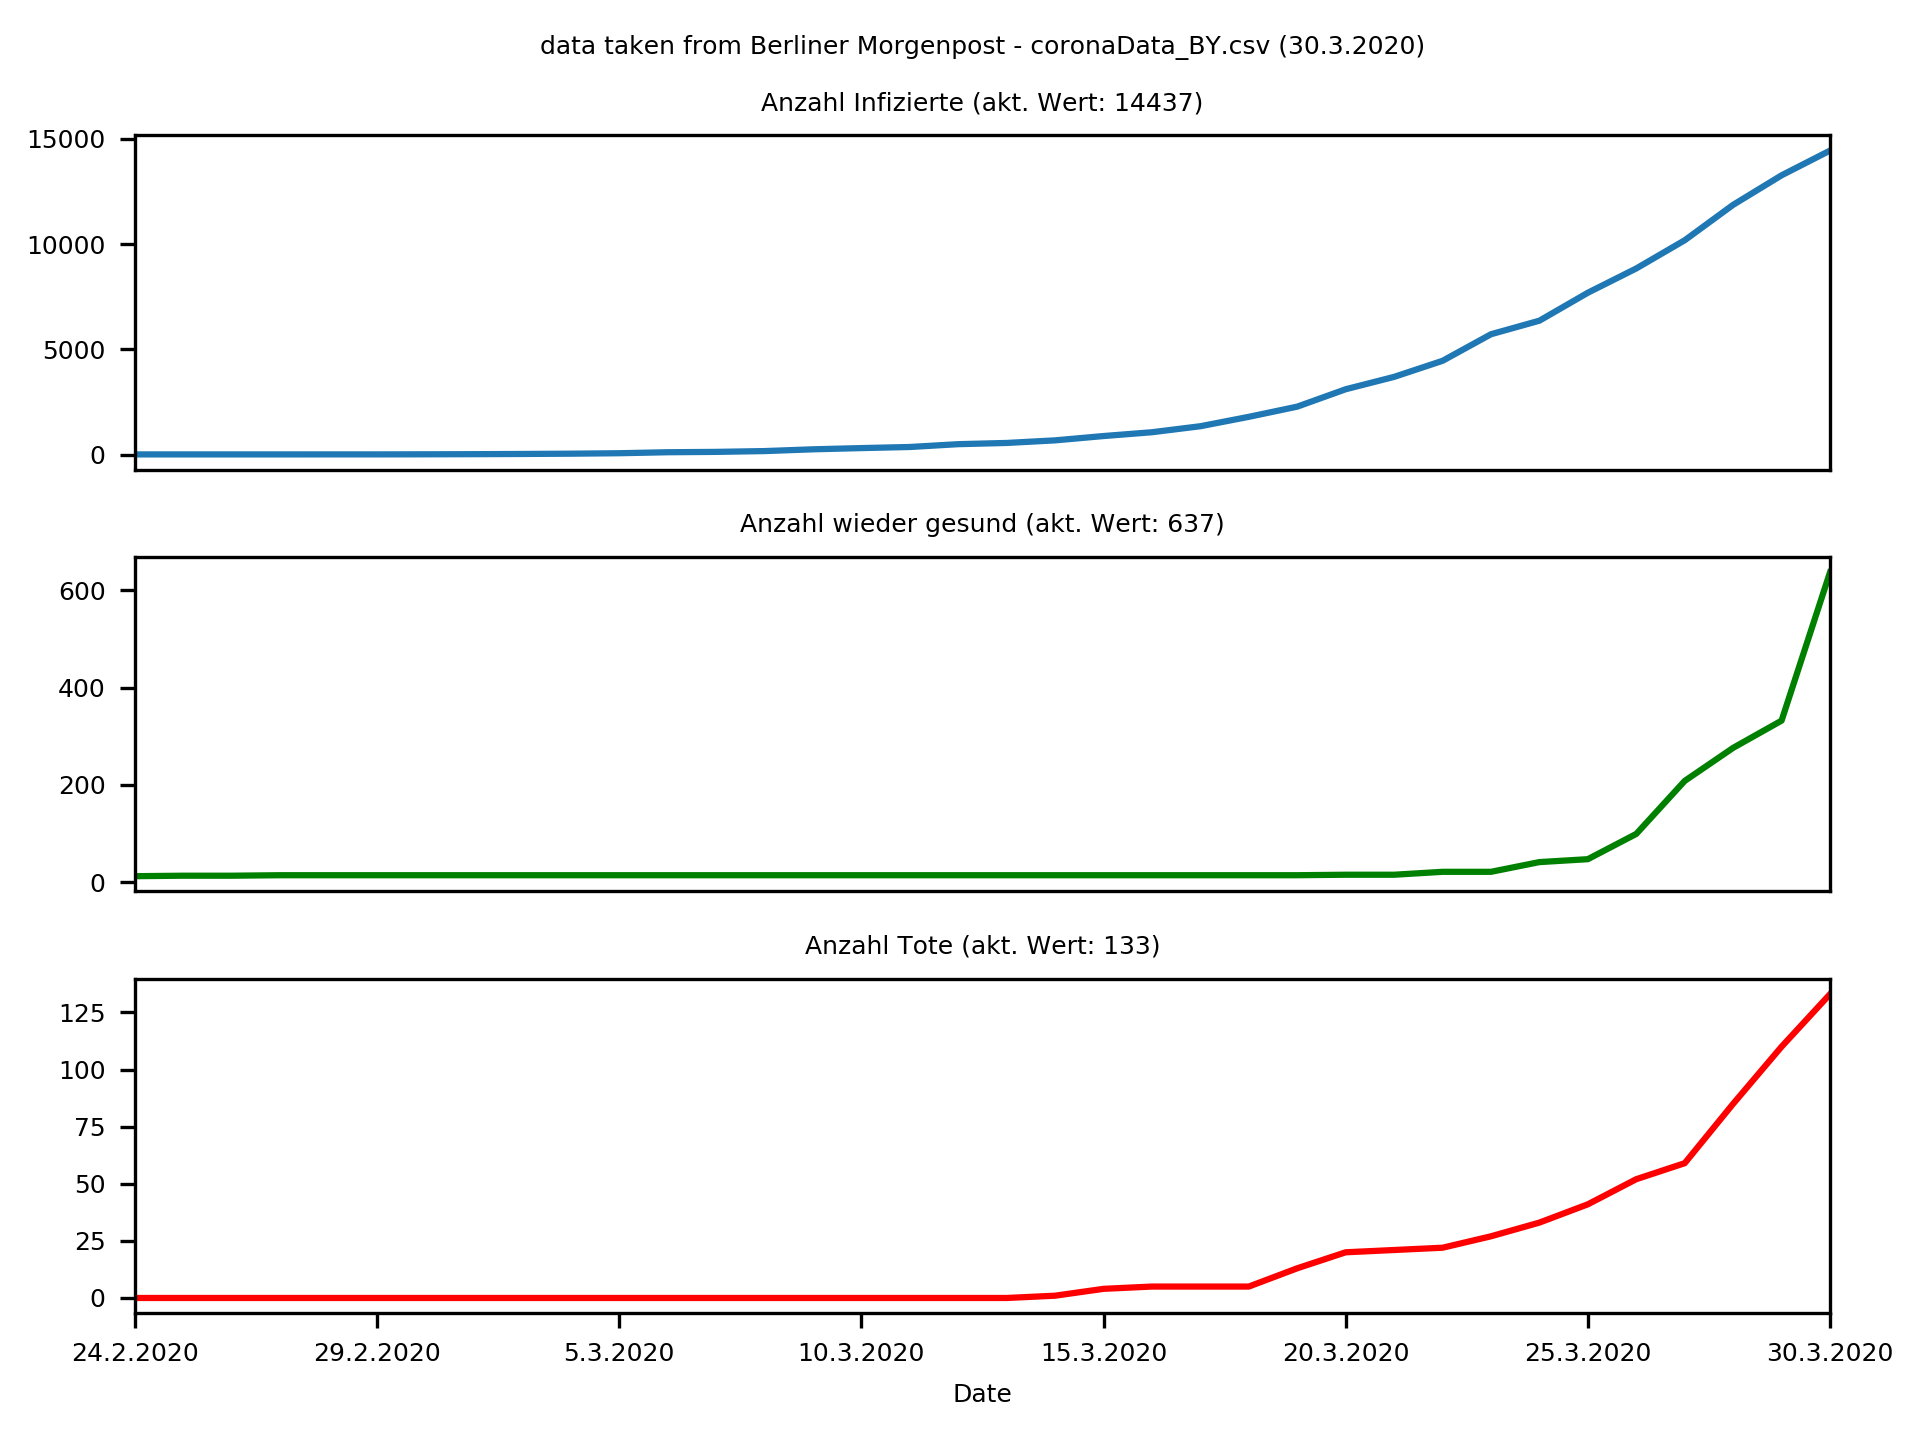 data taken from Berliner Morgenpost - coronaData_BY.csv (30.3.2020)
Anzahl Infizierte (akt. Wert: 14437)
15000
10000
5000
0
Anzahl wieder gesund (akt. Wert: 637)
600
400
200
0
Anzahl Tote (akt. Wert: 133)
125
100
75
50
25
0
24.2.2020 29.2.2020 5.3.2020 10.3.2020 15.3.2020 20.3.2020 25.3.2020 30.3.2020
Date